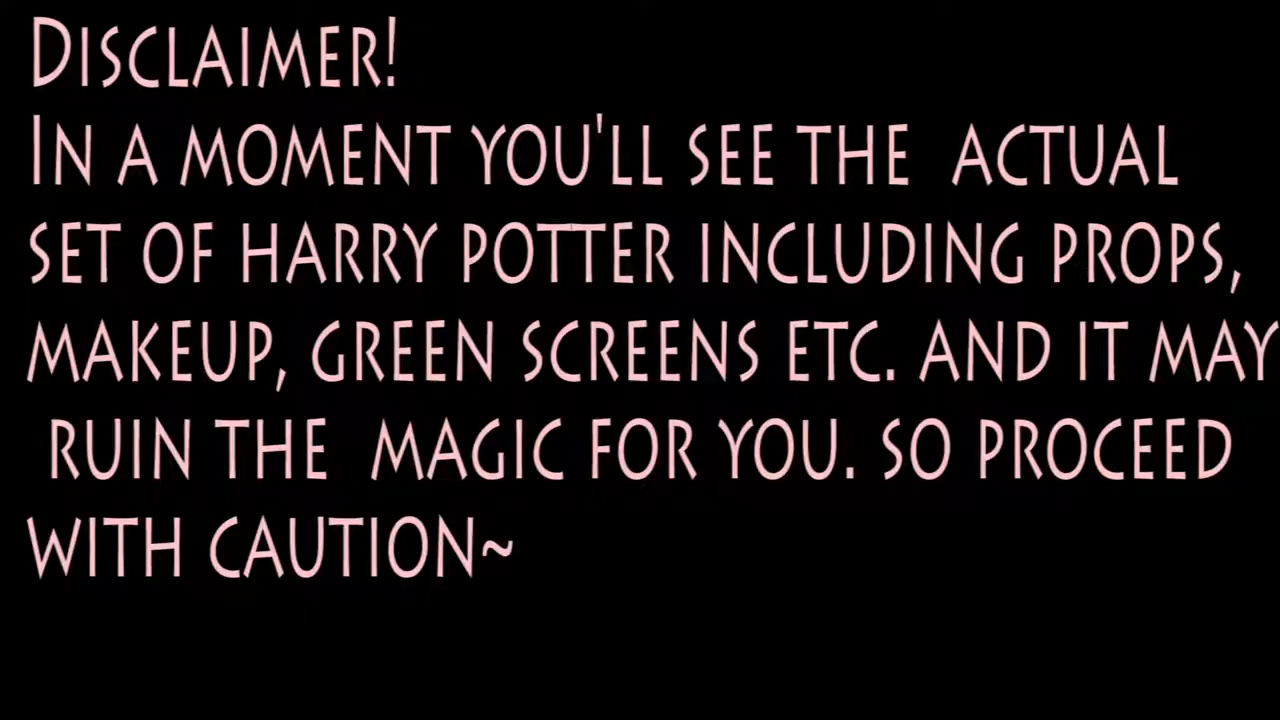 Disclaimer!
In a moment you'll see the actual
set of harry potter including props,
makeup, green screens etc. and it may
ruin the magic for you. so proceed
with caution~